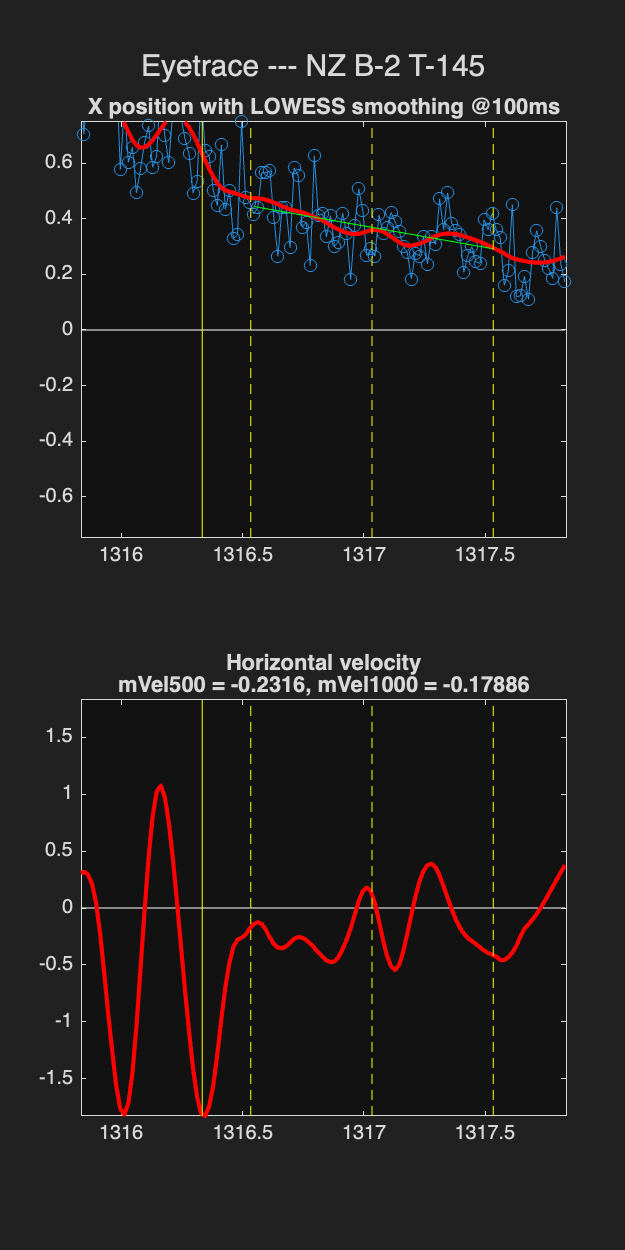 Eyetrace --- NZ B-2 T-145
X position with LOWESS smoothing @100ms
0.6
0.4
0.2
0
-0.2
-0.4
-0.6
1316 1316.5 1317 1317.5
Horizontal velocity
mVel500 = -0.2316, mVel1000 = -0.17886
1.5
1
0.5
0
-0.5
-1
-1.5
1316 1316.5 1317 1317.5